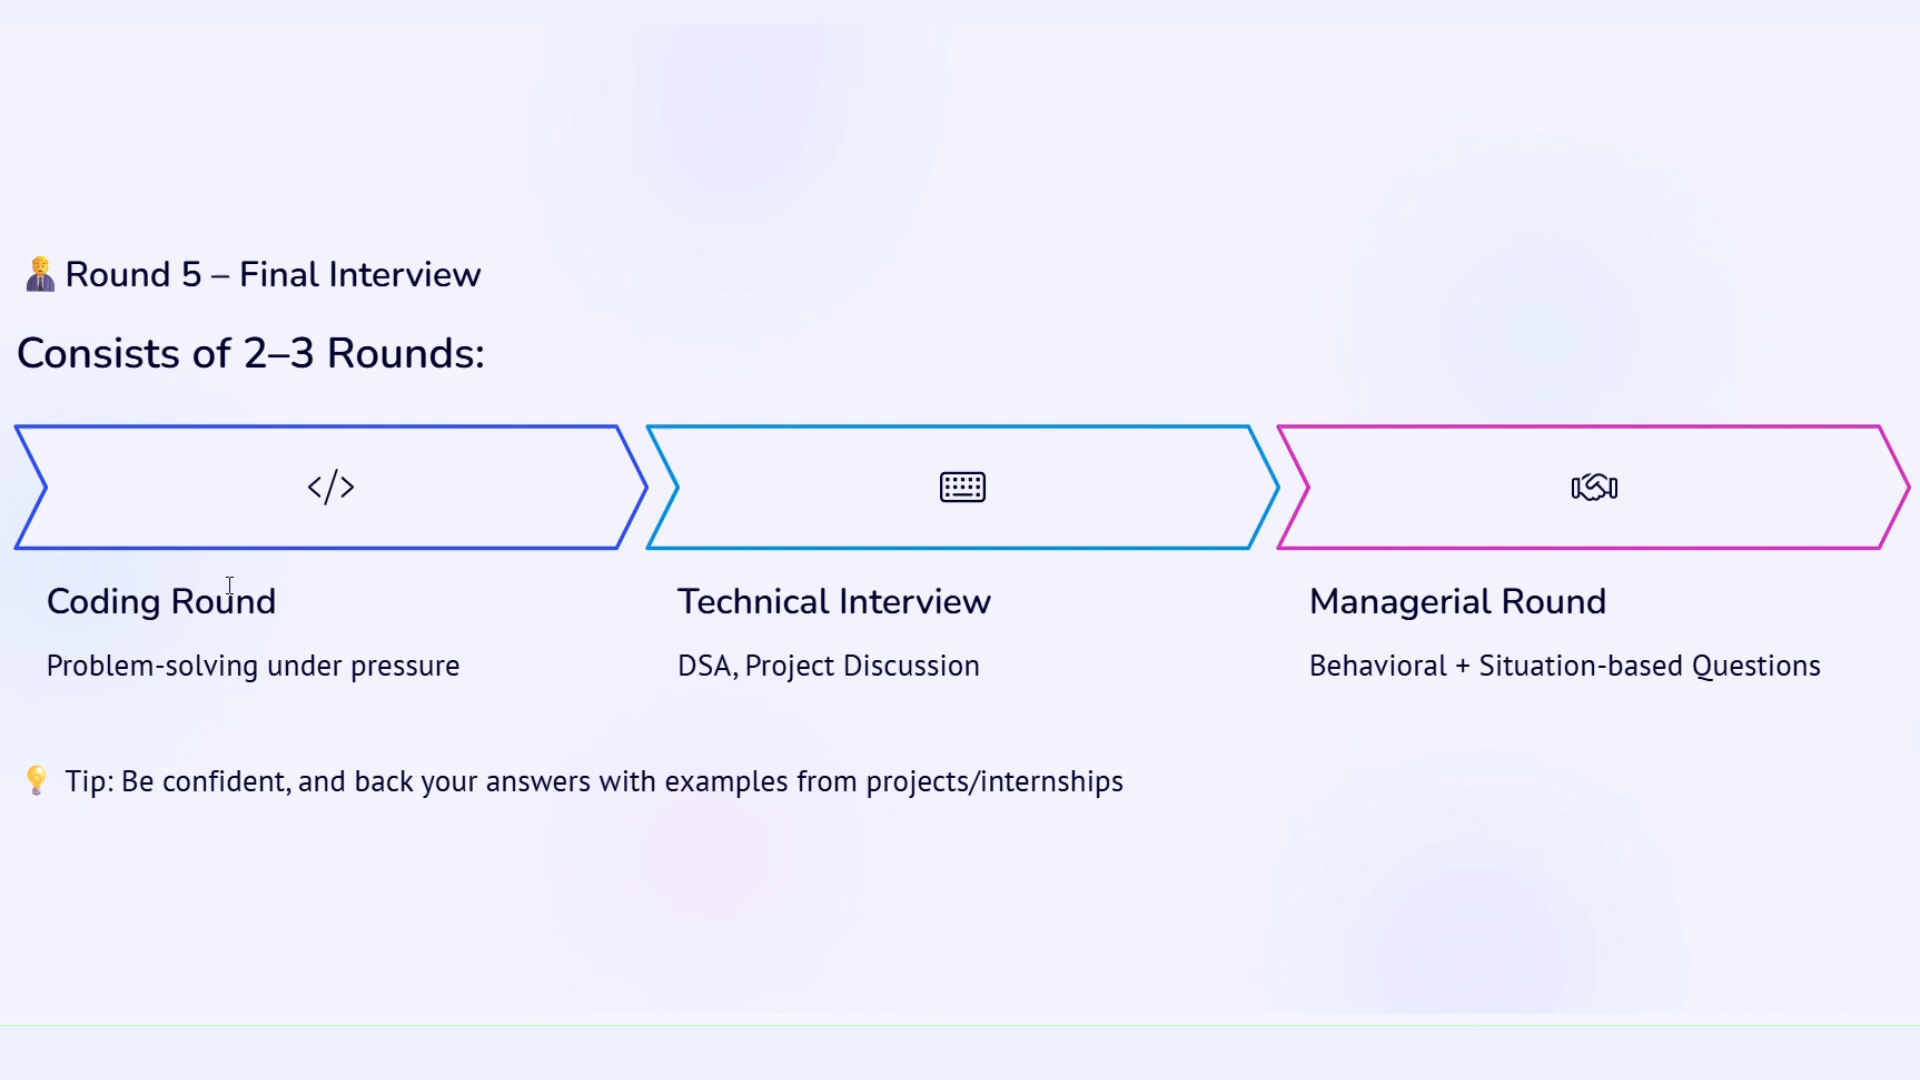 Round 5 – Final Interview
Consists of 2–3 Rounds:
</>
Coding Round
Technical Interview
Managerial Round
Problem-solving under pressure
DSA, Project Discussion
Behavioral + Situation-based Questions
Tip: Be confident, and back your answers with examples from projects/internships